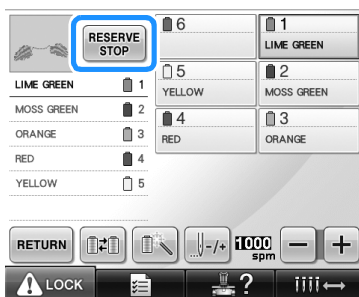 RESERVE
STOP
LIME GREEN 1
MOSS GREEN 2
ORANGE 3
RED 4
YELLOW 5
6
1
LIME GREEN
5
YELLOW
2
MOSS GREEN
4
RED
3
ORANGE
RETURN
-/+
1000
spm
- +
LOCK
?